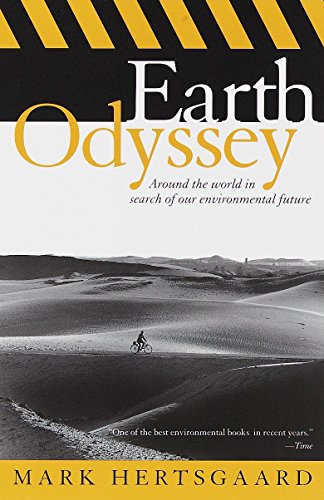 Earth
Odyssey
Around the world in
search of our environmental future
"One of the best environmental books in recent years."
—Time
MARK HERTSGAARD